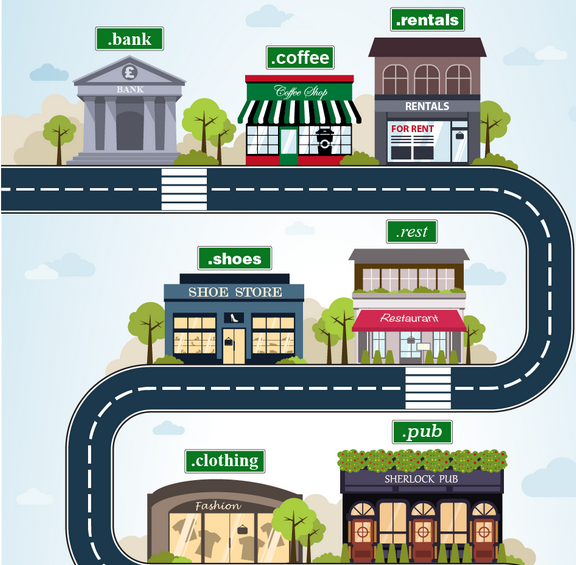 .bank
£
BANK
.coffee
Coffee Shop
.rentals
RENTALS
FOR RENT
.shoes
SHOE STORE
.rest
Restaurant
.clothing
Fashion
.pub
SHERLOCK PUB